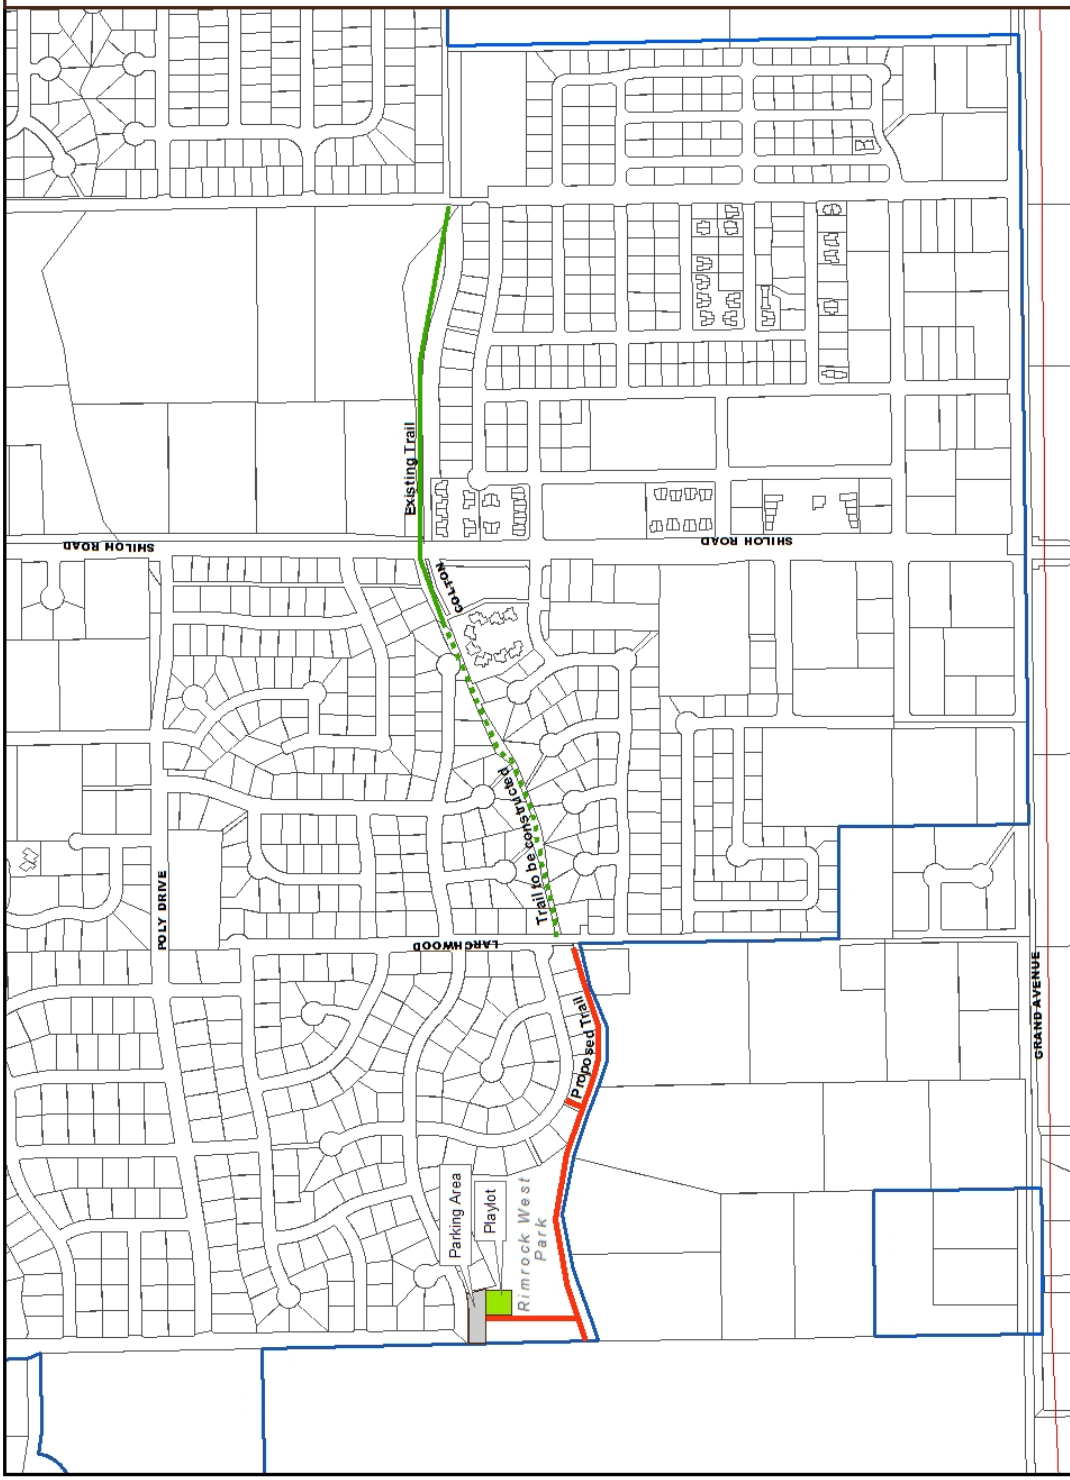 Existing Trail
SHILOH ROAD
SHILOH ROAD
COLTON
Trail to be constructed
POLY DRIVE
LARCHWOOD
Proposed Trail
GRAND AVENUE
Parking Area
Playlot
Rimrock West
Park